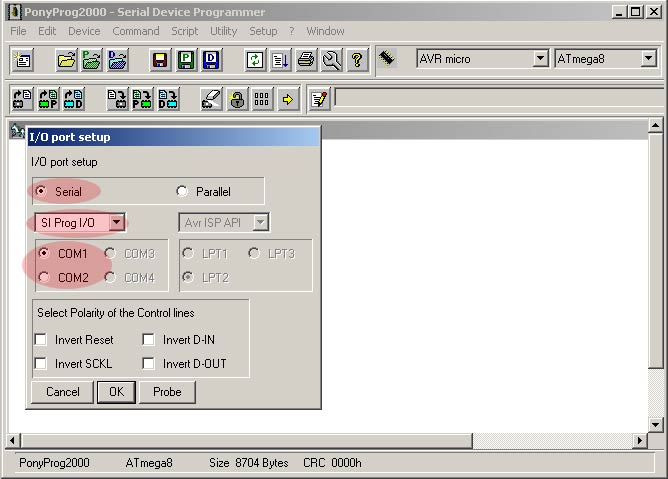 PonyProg2000 - Serial Device Programmer
File Edit Device Command Script Utility Setup ? Window
AVR micro ATmega8
I/O port setup
I/O port setup
Serial Parallel
SI Prog I/O Avr ISP API
COM1 COM3 LPT1 LPT3
COM2 COM4 LPT2
Select Polarity of the Control lines
Invert Reset Invert D-IN
Invert SCKL Invert D-OUT
Cancel OK Probe
PonyProg2000 ATmega8 Size 8704 Bytes CRC 0000h